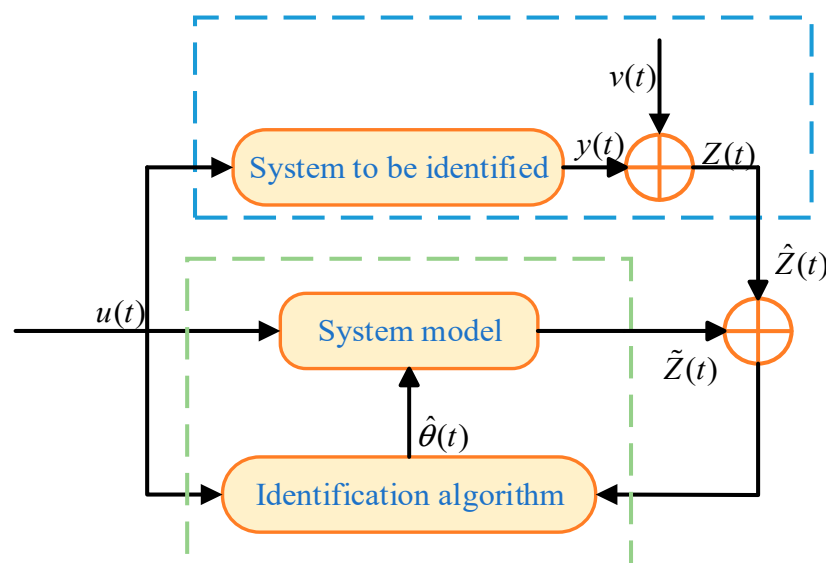 v(t)
System to be identified
y(t)
Z(t)
Ẑ(t)
u(t)
System model
Z̃(t)
θ̂(t)
Identification algorithm